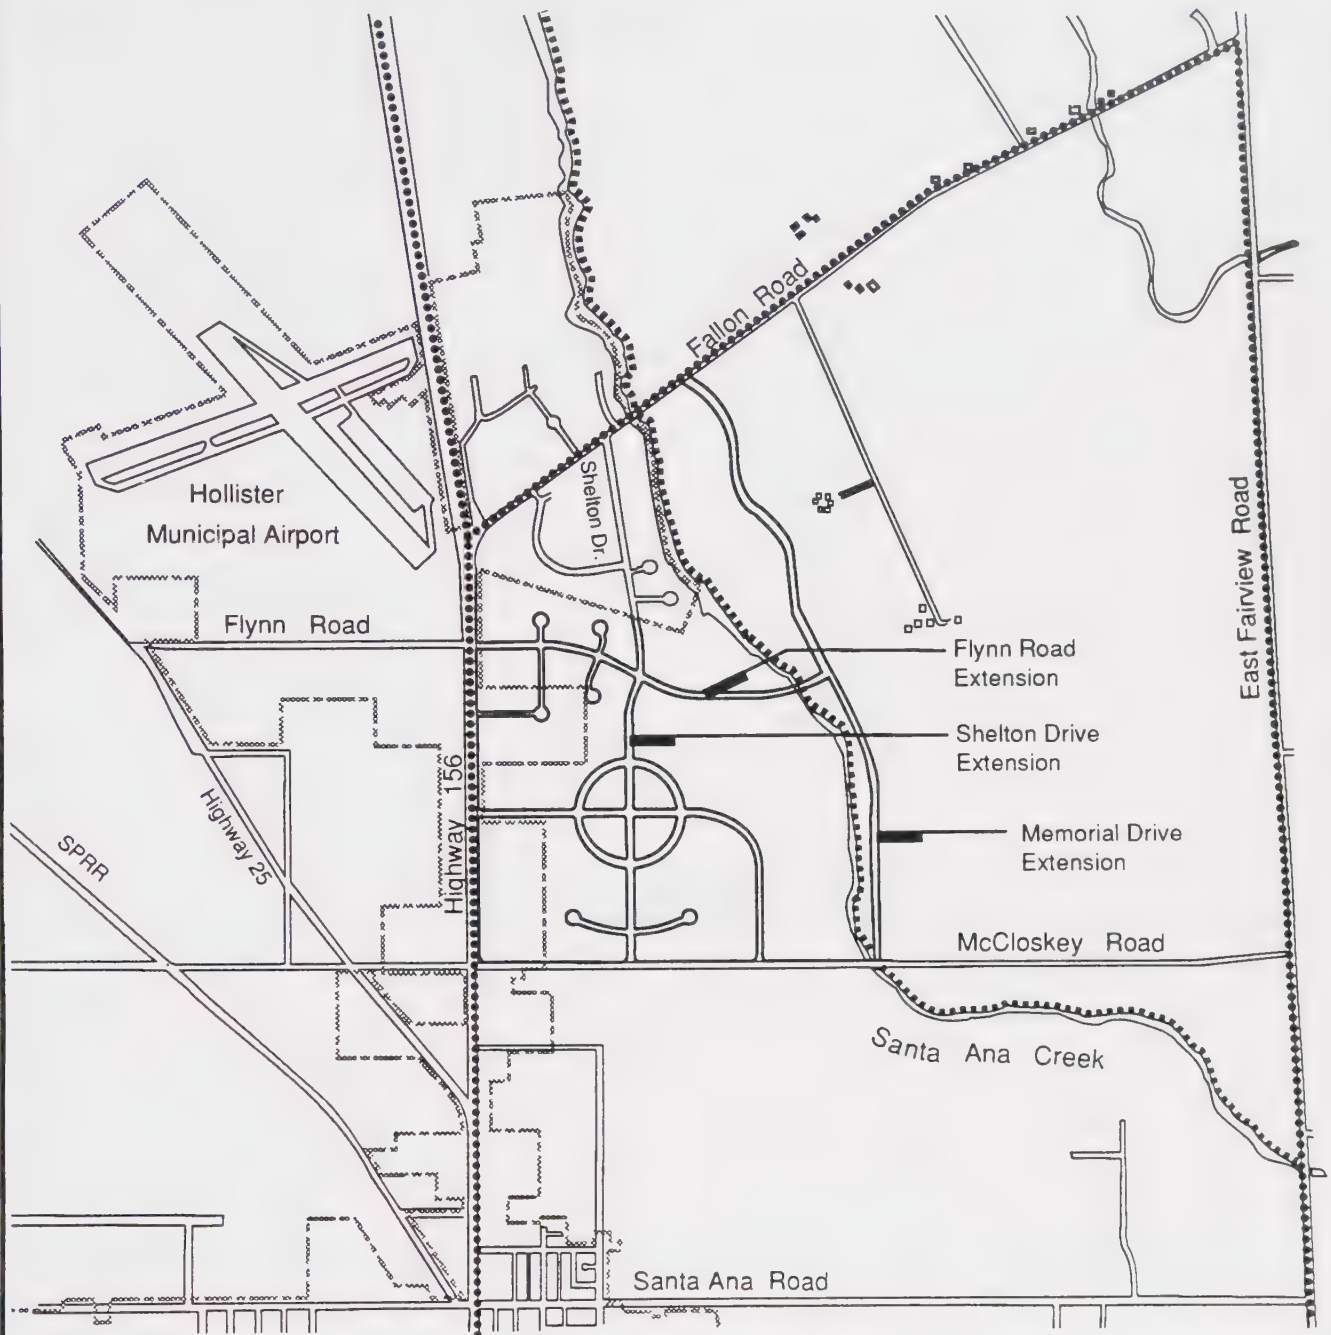 Fallon Road
Shelton Dr.
Hollister
Municipal Airport
East Fairview Road
Flynn Road
Flynn Road
Extension
Shelton Drive
Extension
Highway 156
Highway 25
SPRR
Memorial Drive
Extension
McCloskey Road
Santa Ana Creek
Santa Ana Road